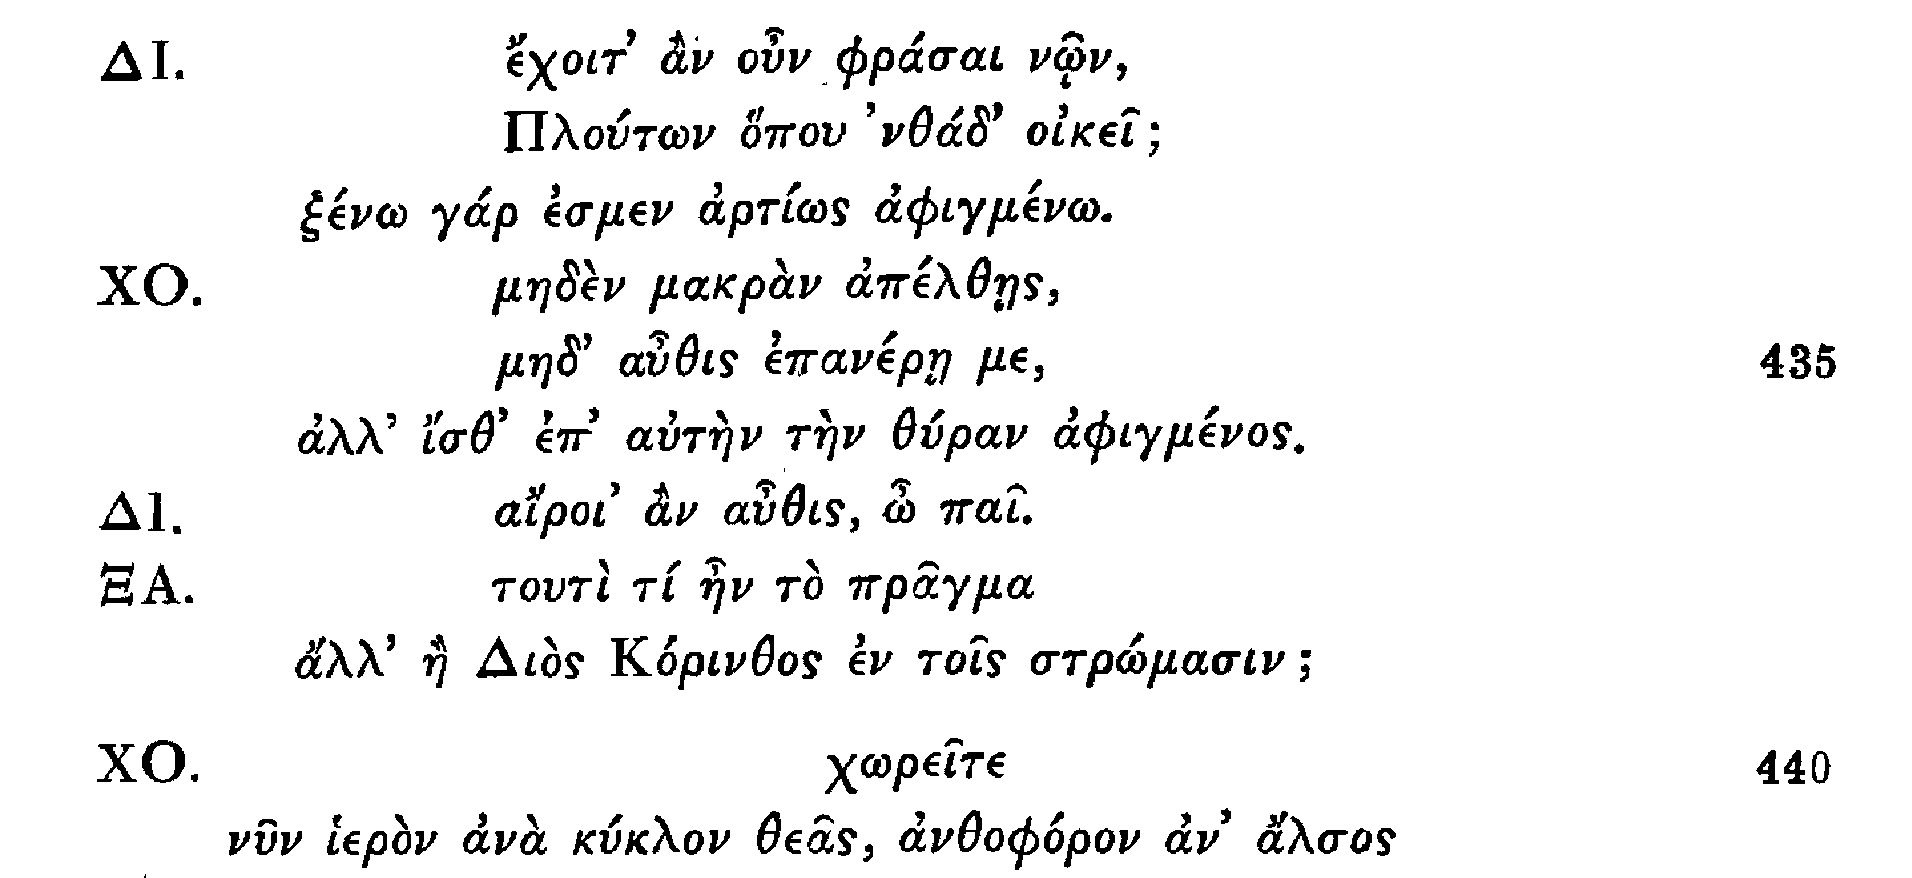 ΔΙ. ἔχοιτ’ ἂν οὖν φράσαι νῷν,
Πλούτων ὅπου ’νθάδ’ οἰκεῖ;
ξένω γάρ ἐσμεν ἀρτίως ἀφιγμένω.
ΧΟ. μηδὲν μακρὰν ἀπέλθῃς,
μηδ’ αὖθις ἐπανέρῃ με, 435
ἀλλ’ ἴσθ’ ἐπ’ αὐτὴν τὴν θύραν ἀφιγμένος.
ΔΙ. αἴροι’ ἂν αὖθις, ὦ παῖ.
ΞΑ. τουτὶ τί ἦν τὸ πρᾶγμα
ἄλλ’ ἢ Διὸς Κόρινθος ἐν τοῖς στρώμασιν;
ΧΟ. χωρεῖτε 440
νῦν ἱερὸν ἀνὰ κύκλον θεᾶς, ἀνθοφόρον ἀν’ ἄλσος